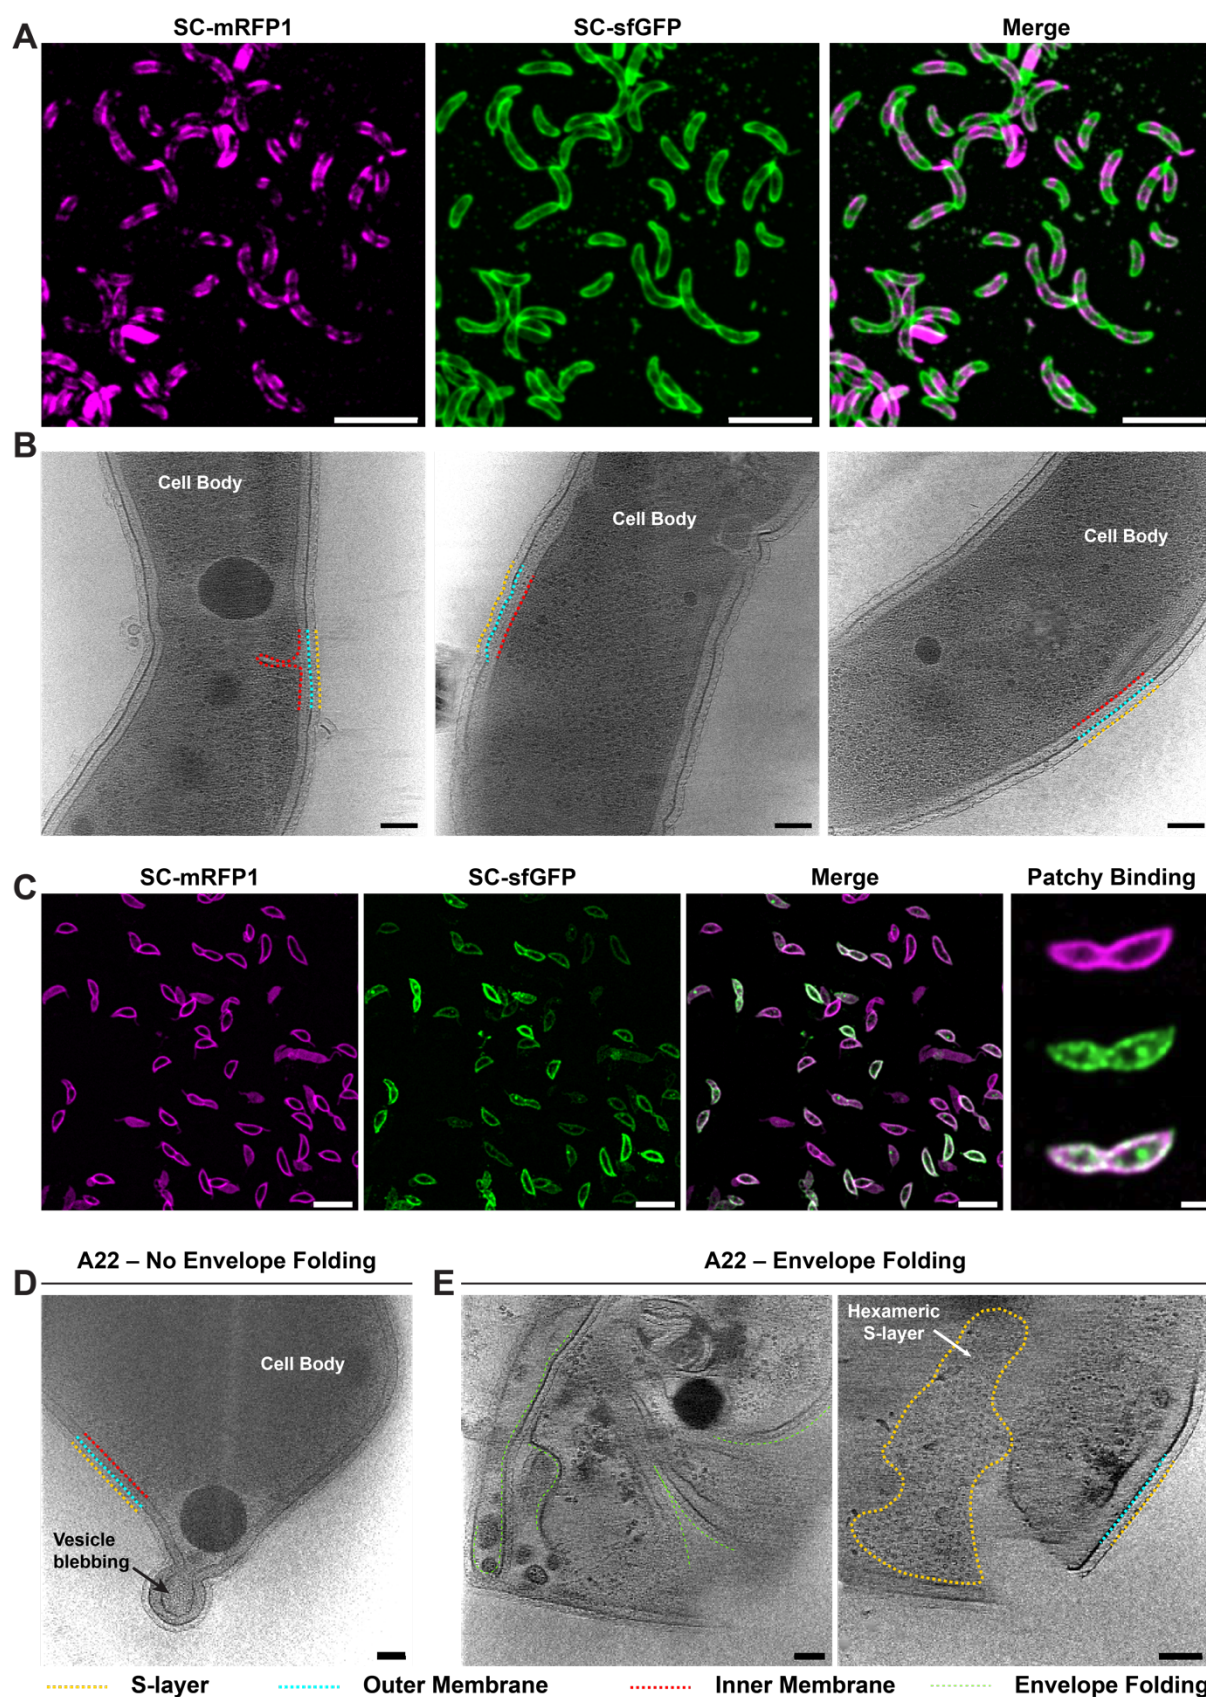 A
SC-mRFP1
SC-sfGFP
Merge
B
Cell Body
Cell Body
Cell Body
C
SC-mRFP1
SC-sfGFP
Merge
Patchy Binding
D
A22 – No Envelope Folding
Cell Body
Vesicle
blebbing
E
A22 – Envelope Folding
Hexameric
S-layer
S-layer
Outer Membrane
Inner Membrane
Envelope Folding